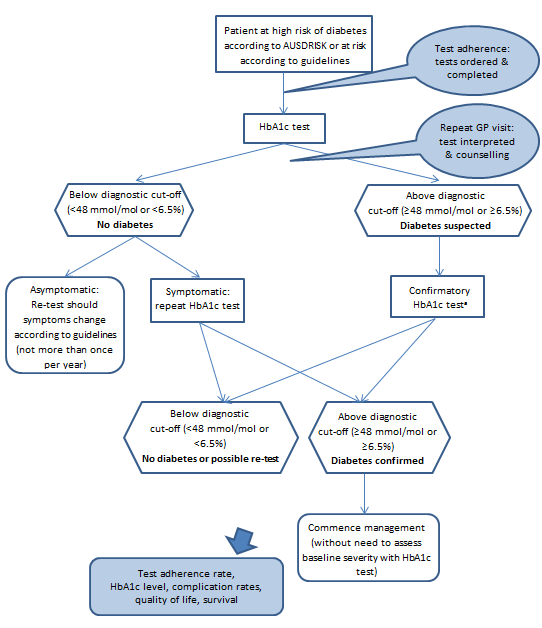 Patient at high risk of diabetes
according to AUSDRISK or at risk
according to guidelines
Test adherence:
tests ordered &
completed
HbA1c test
Repeat GP visit:
test interpreted
& counselling
Below diagnostic cut-off
(<48 mmol/mol or <6.5%)
No diabetes
Above diagnostic
cut-off (≥48 mmol/mol or ≥6.5%)
Diabetes suspected
Asymptomatic:
Re-test should
symptoms change
according to guidelines
(not more than once
per year)
Symptomatic:
repeat HbA1c test
Confirmatory
HbA1c testª
Below diagnostic
cut-off (<48 mmol/mol or
<6.5%)
No diabetes or possible re-test
Above diagnostic
cut-off (≥48 mmol/mol or
≥6.5%)
Diabetes confirmed
Commence management
(without need to assess
baseline severity with HbA1c
test)
Test adherence rate,
HbA1c level, complication rates,
quality of life, survival